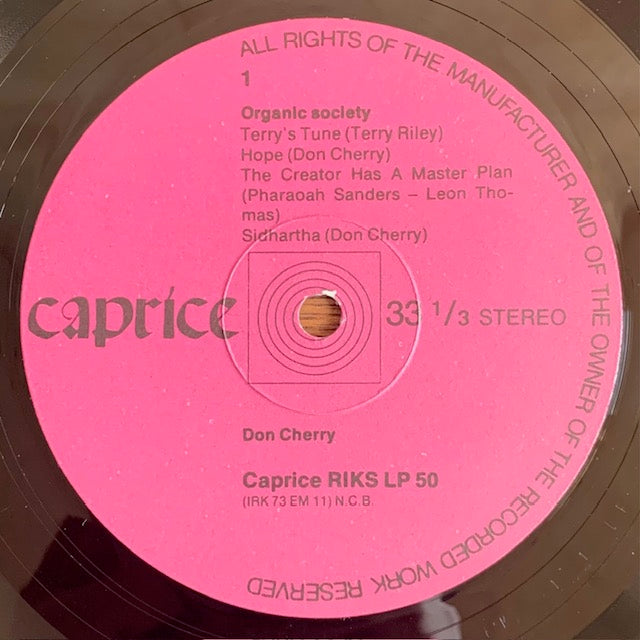 ALL RIGHTS OF THE MANUFACTURER AND OF THE OWNER OF THE RECORDED WORK RESERVED
1
Organic society
Terry's Tune (Terry Riley)
Hope (Don Cherry)
The Creator Has A Master Plan
(Pharaoah Sanders – Leon Tho-
mas)
Sidhartha (Don Cherry)
caprice
33 1/3 STEREO
Don Cherry
Caprice RIKS LP 50
(IRK 73 EM 11) N.C.B.